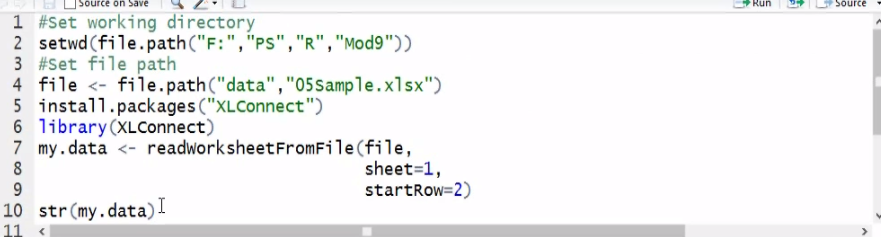 Source on Save Run Source
1 #Set working directory
2 setwd(file.path("F:","PS","R","Mod9"))
3 #Set file path
4 file <- file.path("data","05Sample.xlsx")
5 install.packages("XLConnect")
6 library(XLConnect)
7 my.data <- readWorksheetFromFile(file,
8 sheet=1,
9 startRow=2)
10 str(my.data)
11